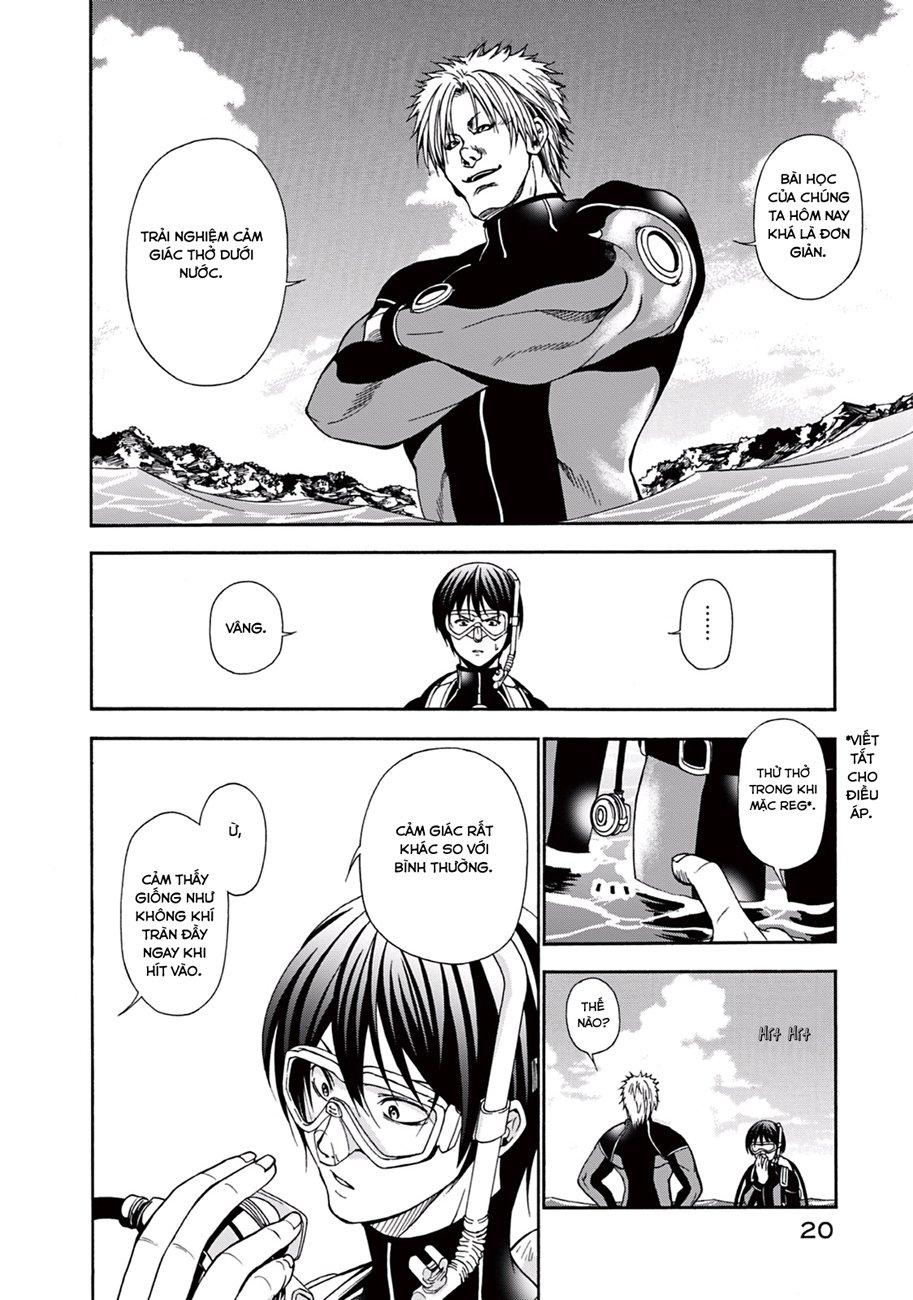 BÀI HỌC
CỦA CHÚNG
TA HÔM NAY
KHÁ LÀ ĐƠN
GIẢN.
TRẢI NGHIỆM CẢM
GIÁC THỞ DƯỚI
NƯỚC.
......
VÂNG.
*VIẾT
TẮT
CHO
ĐIỀU
ÁP.
THỬ THỞ
TRONG KHI
MẶC REG*.
Hít Hít
THẾ
NÀO?
CẢM GIÁC RẤT
KHÁC SO VỚI
BÌNH THƯỜNG.
Ừ,
CẢM THẤY
GIỐNG NHƯ
KHÔNG KHÍ
TRÀN ĐẦY
NGAY KHI
HÍT VÀO.
20